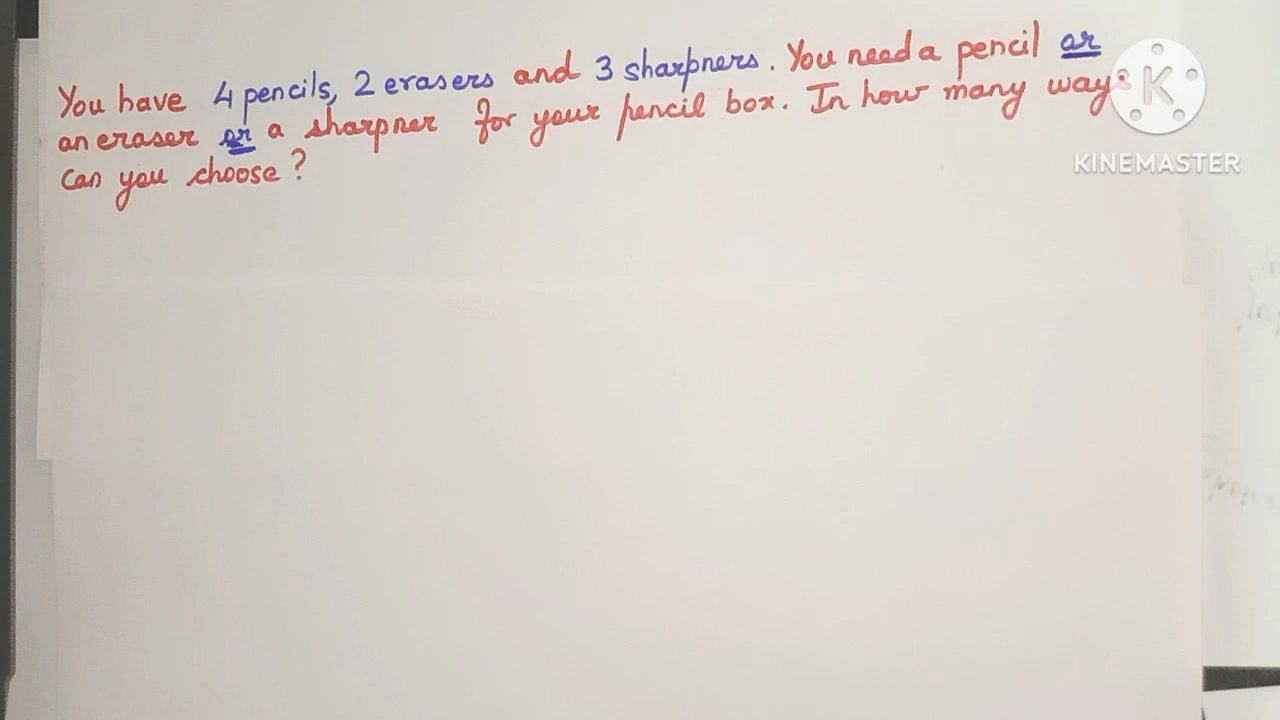 You have 4 pencils, 2 erasers and 3 sharpners. You need a pencil or
an eraser or a sharpner for your pencil box. In how many ways
can you choose?
KINEMASTER